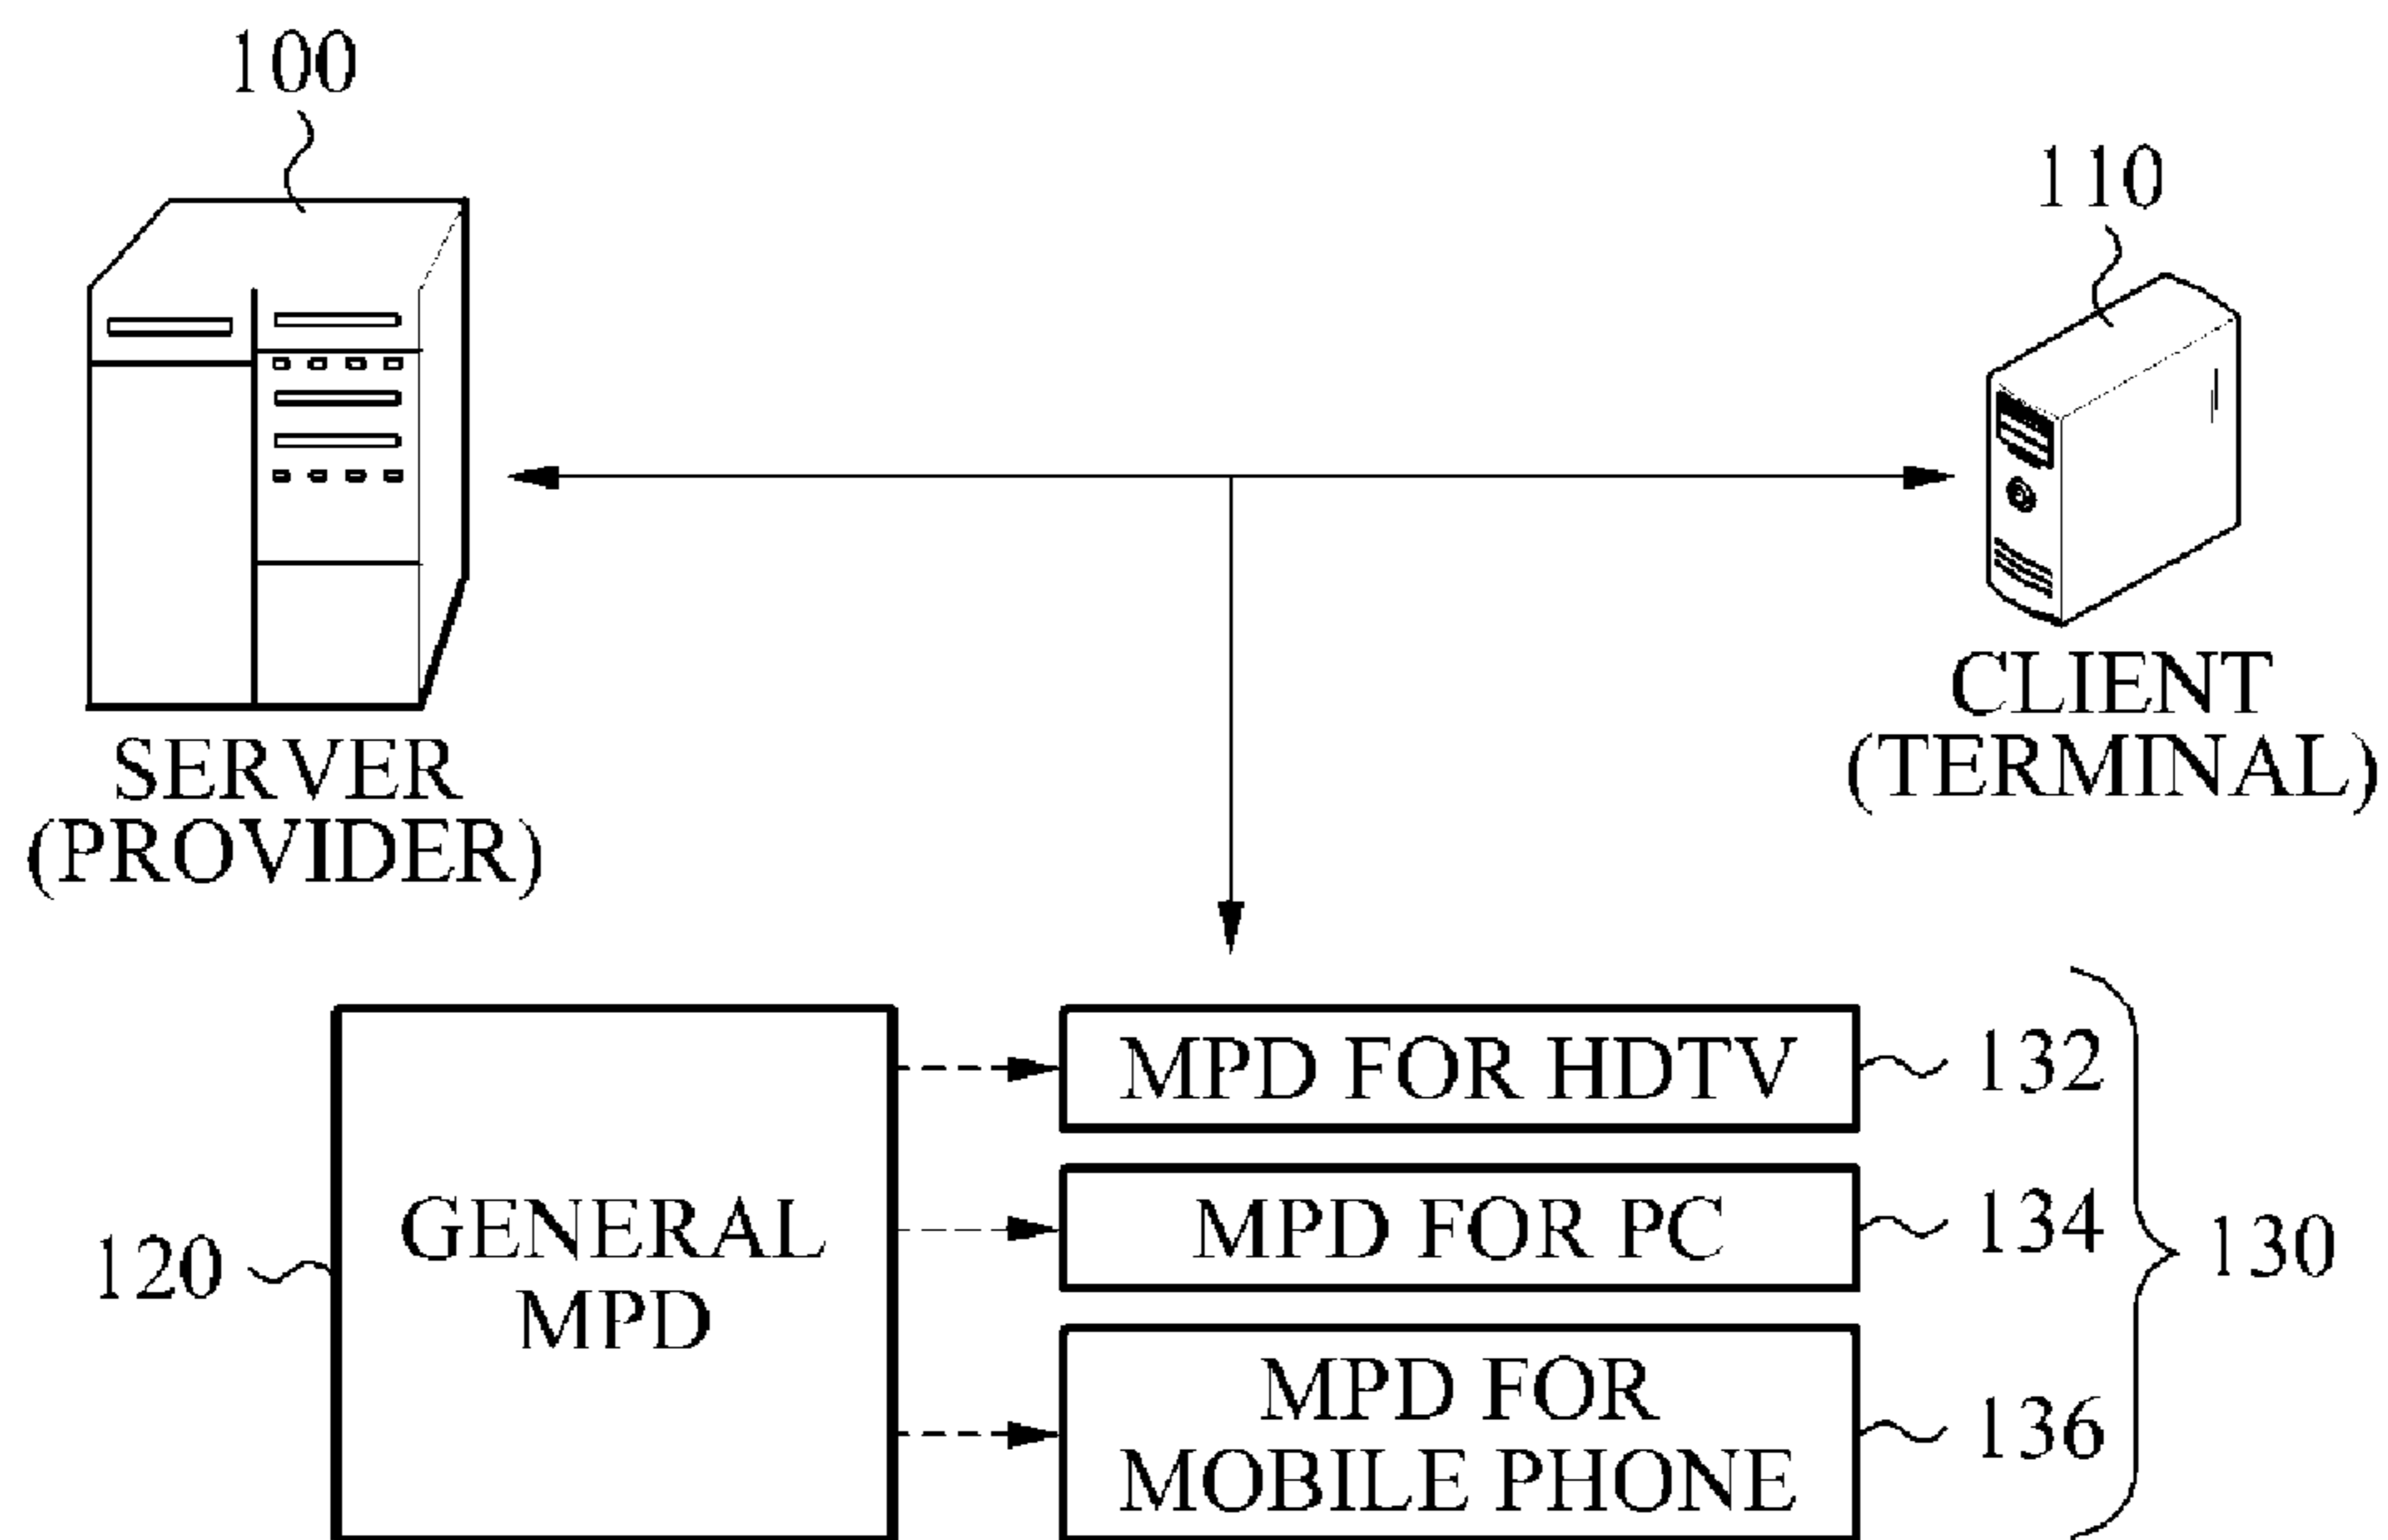 100
110
SERVER
(PROVIDER)
CLIENT
(TERMINAL)
120
GENERAL
MPD
MPD FOR HDTV
132
MPD FOR PC
134
MPD FOR
MOBILE PHONE
136
130